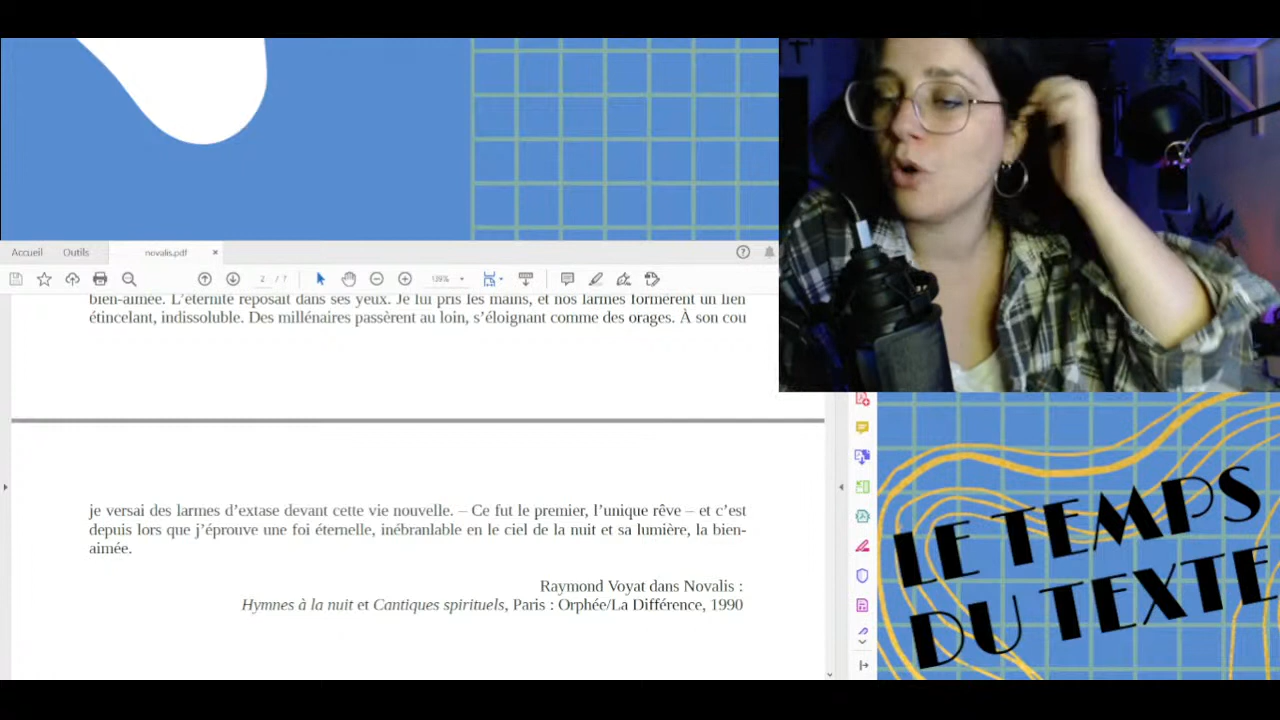 Accueil Outils novalis.pdf
2 / 7 139%
bien-aimée. L’éternité reposait dans ses yeux. Je lui pris les mains, et nos larmes formèrent un lien
étincelant, indissoluble. Des millénaires passèrent au loin, s’éloignant comme des orages. À son cou
je versai des larmes d’extase devant cette vie nouvelle. – Ce fut le premier, l’unique rêve – et c’est
depuis lors que j’éprouve une foi éternelle, inébranlable en le ciel de la nuit et sa lumière, la bien-
aimée.
Raymond Voyat dans Novalis :
Hymnes à la nuit et Cantiques spirituels, Paris : Orphée/La Différence, 1990
LE TEMPS
DU TEXTE